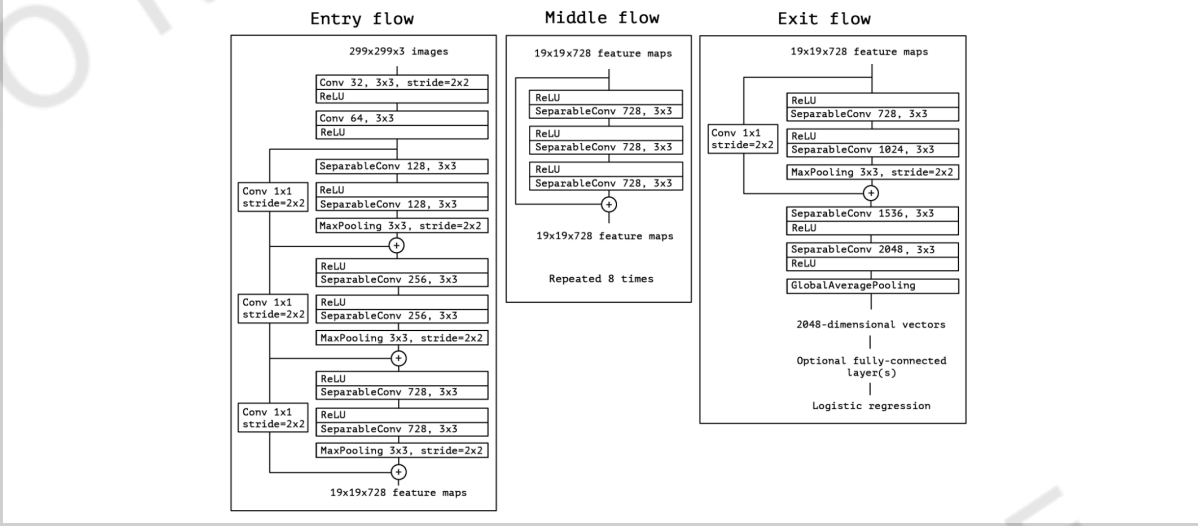 Entry flow
299x299x3 images
Conv 32, 3x3, stride=2x2
ReLU
Conv 64, 3x3
ReLU
SeparableConv 128, 3x3
Conv 1x1
stride=2x2
ReLU
SeparableConv 128, 3x3
MaxPooling 3x3, stride=2x2
+
ReLU
SeparableConv 256, 3x3
Conv 1x1
stride=2x2
ReLU
SeparableConv 256, 3x3
MaxPooling 3x3, stride=2x2
+
ReLU
SeparableConv 728, 3x3
Conv 1x1
stride=2x2
ReLU
SeparableConv 728, 3x3
MaxPooling 3x3, stride=2x2
+
19x19x728 feature maps
Middle flow
19x19x728 feature maps
ReLU
SeparableConv 728, 3x3
ReLU
SeparableConv 728, 3x3
ReLU
SeparableConv 728, 3x3
+
19x19x728 feature maps
Repeated 8 times
Exit flow
19x19x728 feature maps
ReLU
SeparableConv 728, 3x3
Conv 1x1
stride=2x2
ReLU
SeparableConv 1024, 3x3
MaxPooling 3x3, stride=2x2
+
SeparableConv 1536, 3x3
ReLU
SeparableConv 2048, 3x3
ReLU
GlobalAveragePooling
2048-dimensional vectors
Optional fully-connected
layer(s)
Logistic regression